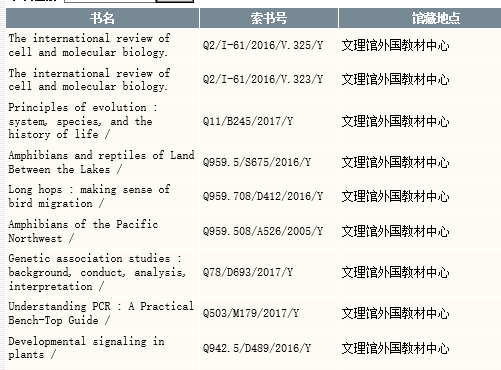 书名 索书号 馆藏地点
The international review of
cell and molecular biology. Q2/I-61/2016/V.325/Y 文理馆外国教材中心
The international review of
cell and molecular biology. Q2/I-61/2016/V.323/Y 文理馆外国教材中心
Principles of evolution :
system, species, and the Q11/B245/2017/Y 文理馆外国教材中心
history of life /
Amphibians and reptiles of Land
Between the Lakes / Q959.5/S675/2016/Y 文理馆外国教材中心
Long hops : making sense of
bird migration / Q959.708/D412/2016/Y 文理馆外国教材中心
Amphibians of the Pacific
Northwest / Q959.508/A526/2005/Y 文理馆外国教材中心
Genetic association studies :
background, conduct, analysis, Q78/D693/2017/Y 文理馆外国教材中心
interpretation /
Understanding PCR : A Practical
Bench-Top Guide / Q503/M179/2017/Y 文理馆外国教材中心
Developmental signaling in
plants / Q942.5/D489/2016/Y 文理馆外国教材中心